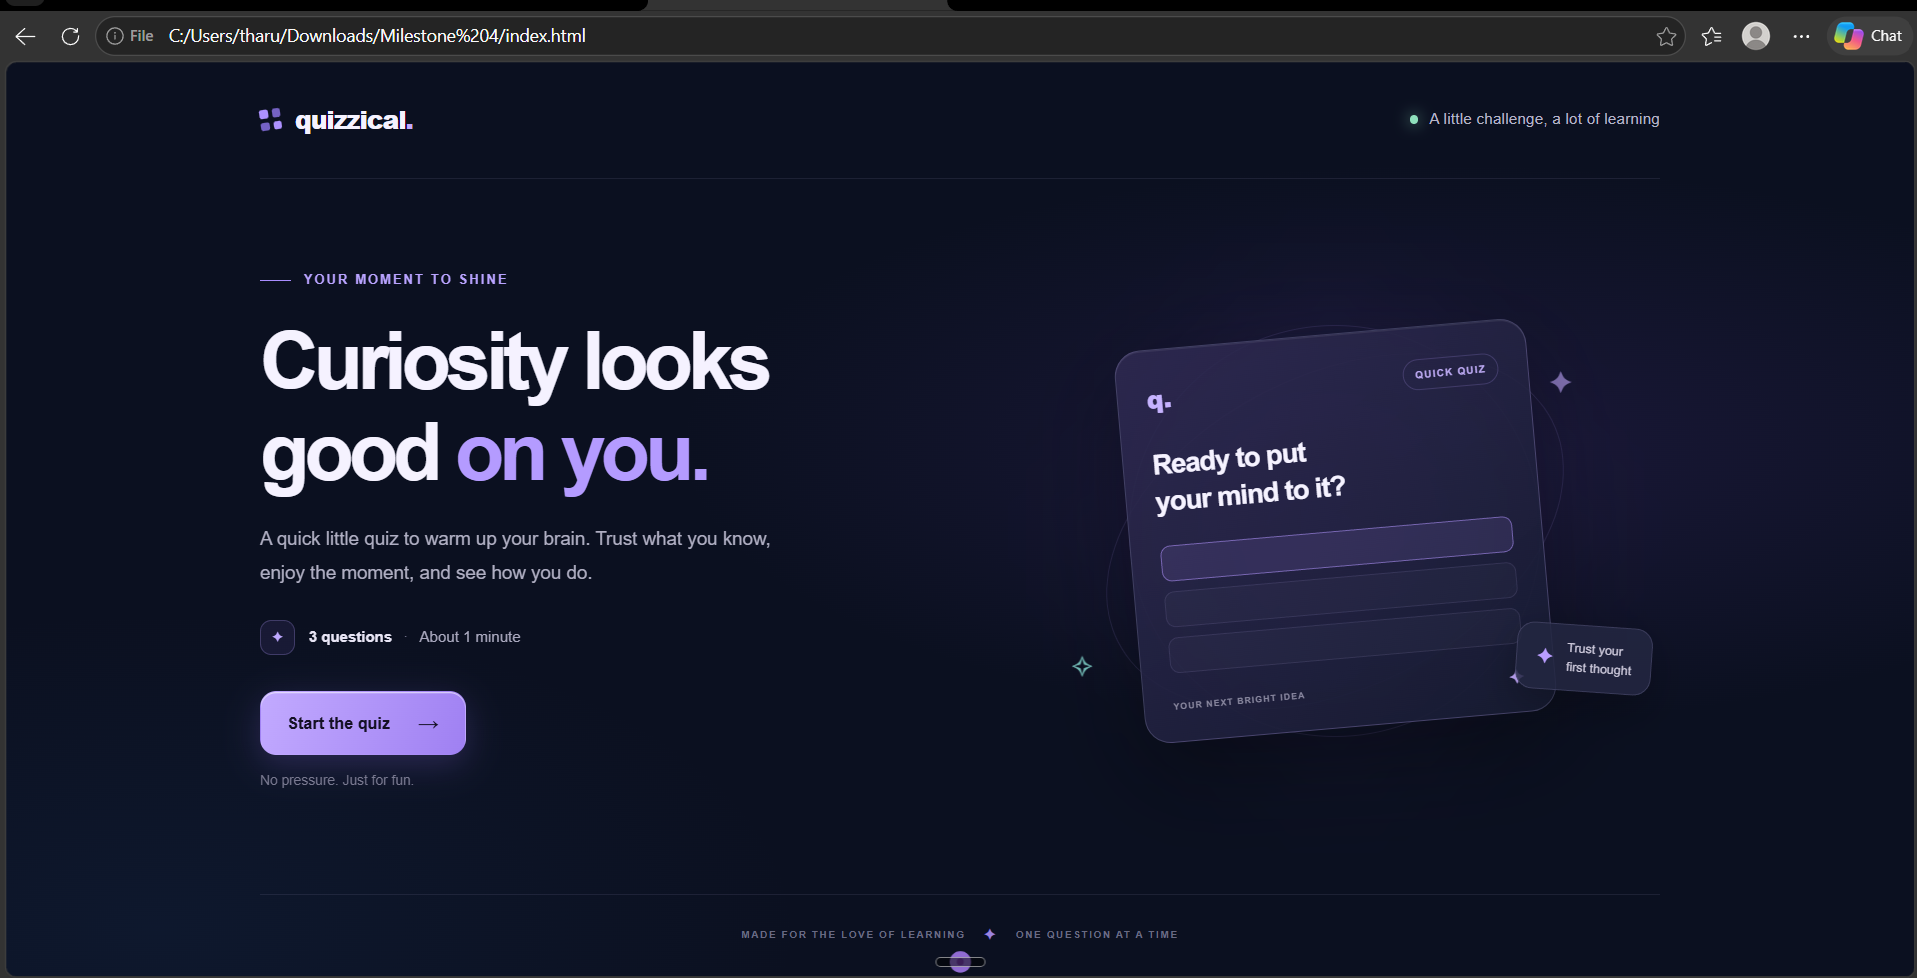 File C:/Users/tharu/Downloads/Milestone%204/index.html
Chat
quizzical.
A little challenge, a lot of learning
YOUR MOMENT TO SHINE
Curiosity looks
good on you.
A quick little quiz to warm up your brain. Trust what you know,
enjoy the moment, and see how you do.
3 questions · About 1 minute
Start the quiz →
No pressure. Just for fun.
QUICK QUIZ
q.
Ready to put
your mind to it?
YOUR NEXT BRIGHT IDEA
Trust your
first thought
MADE FOR THE LOVE OF LEARNING
ONE QUESTION AT A TIME